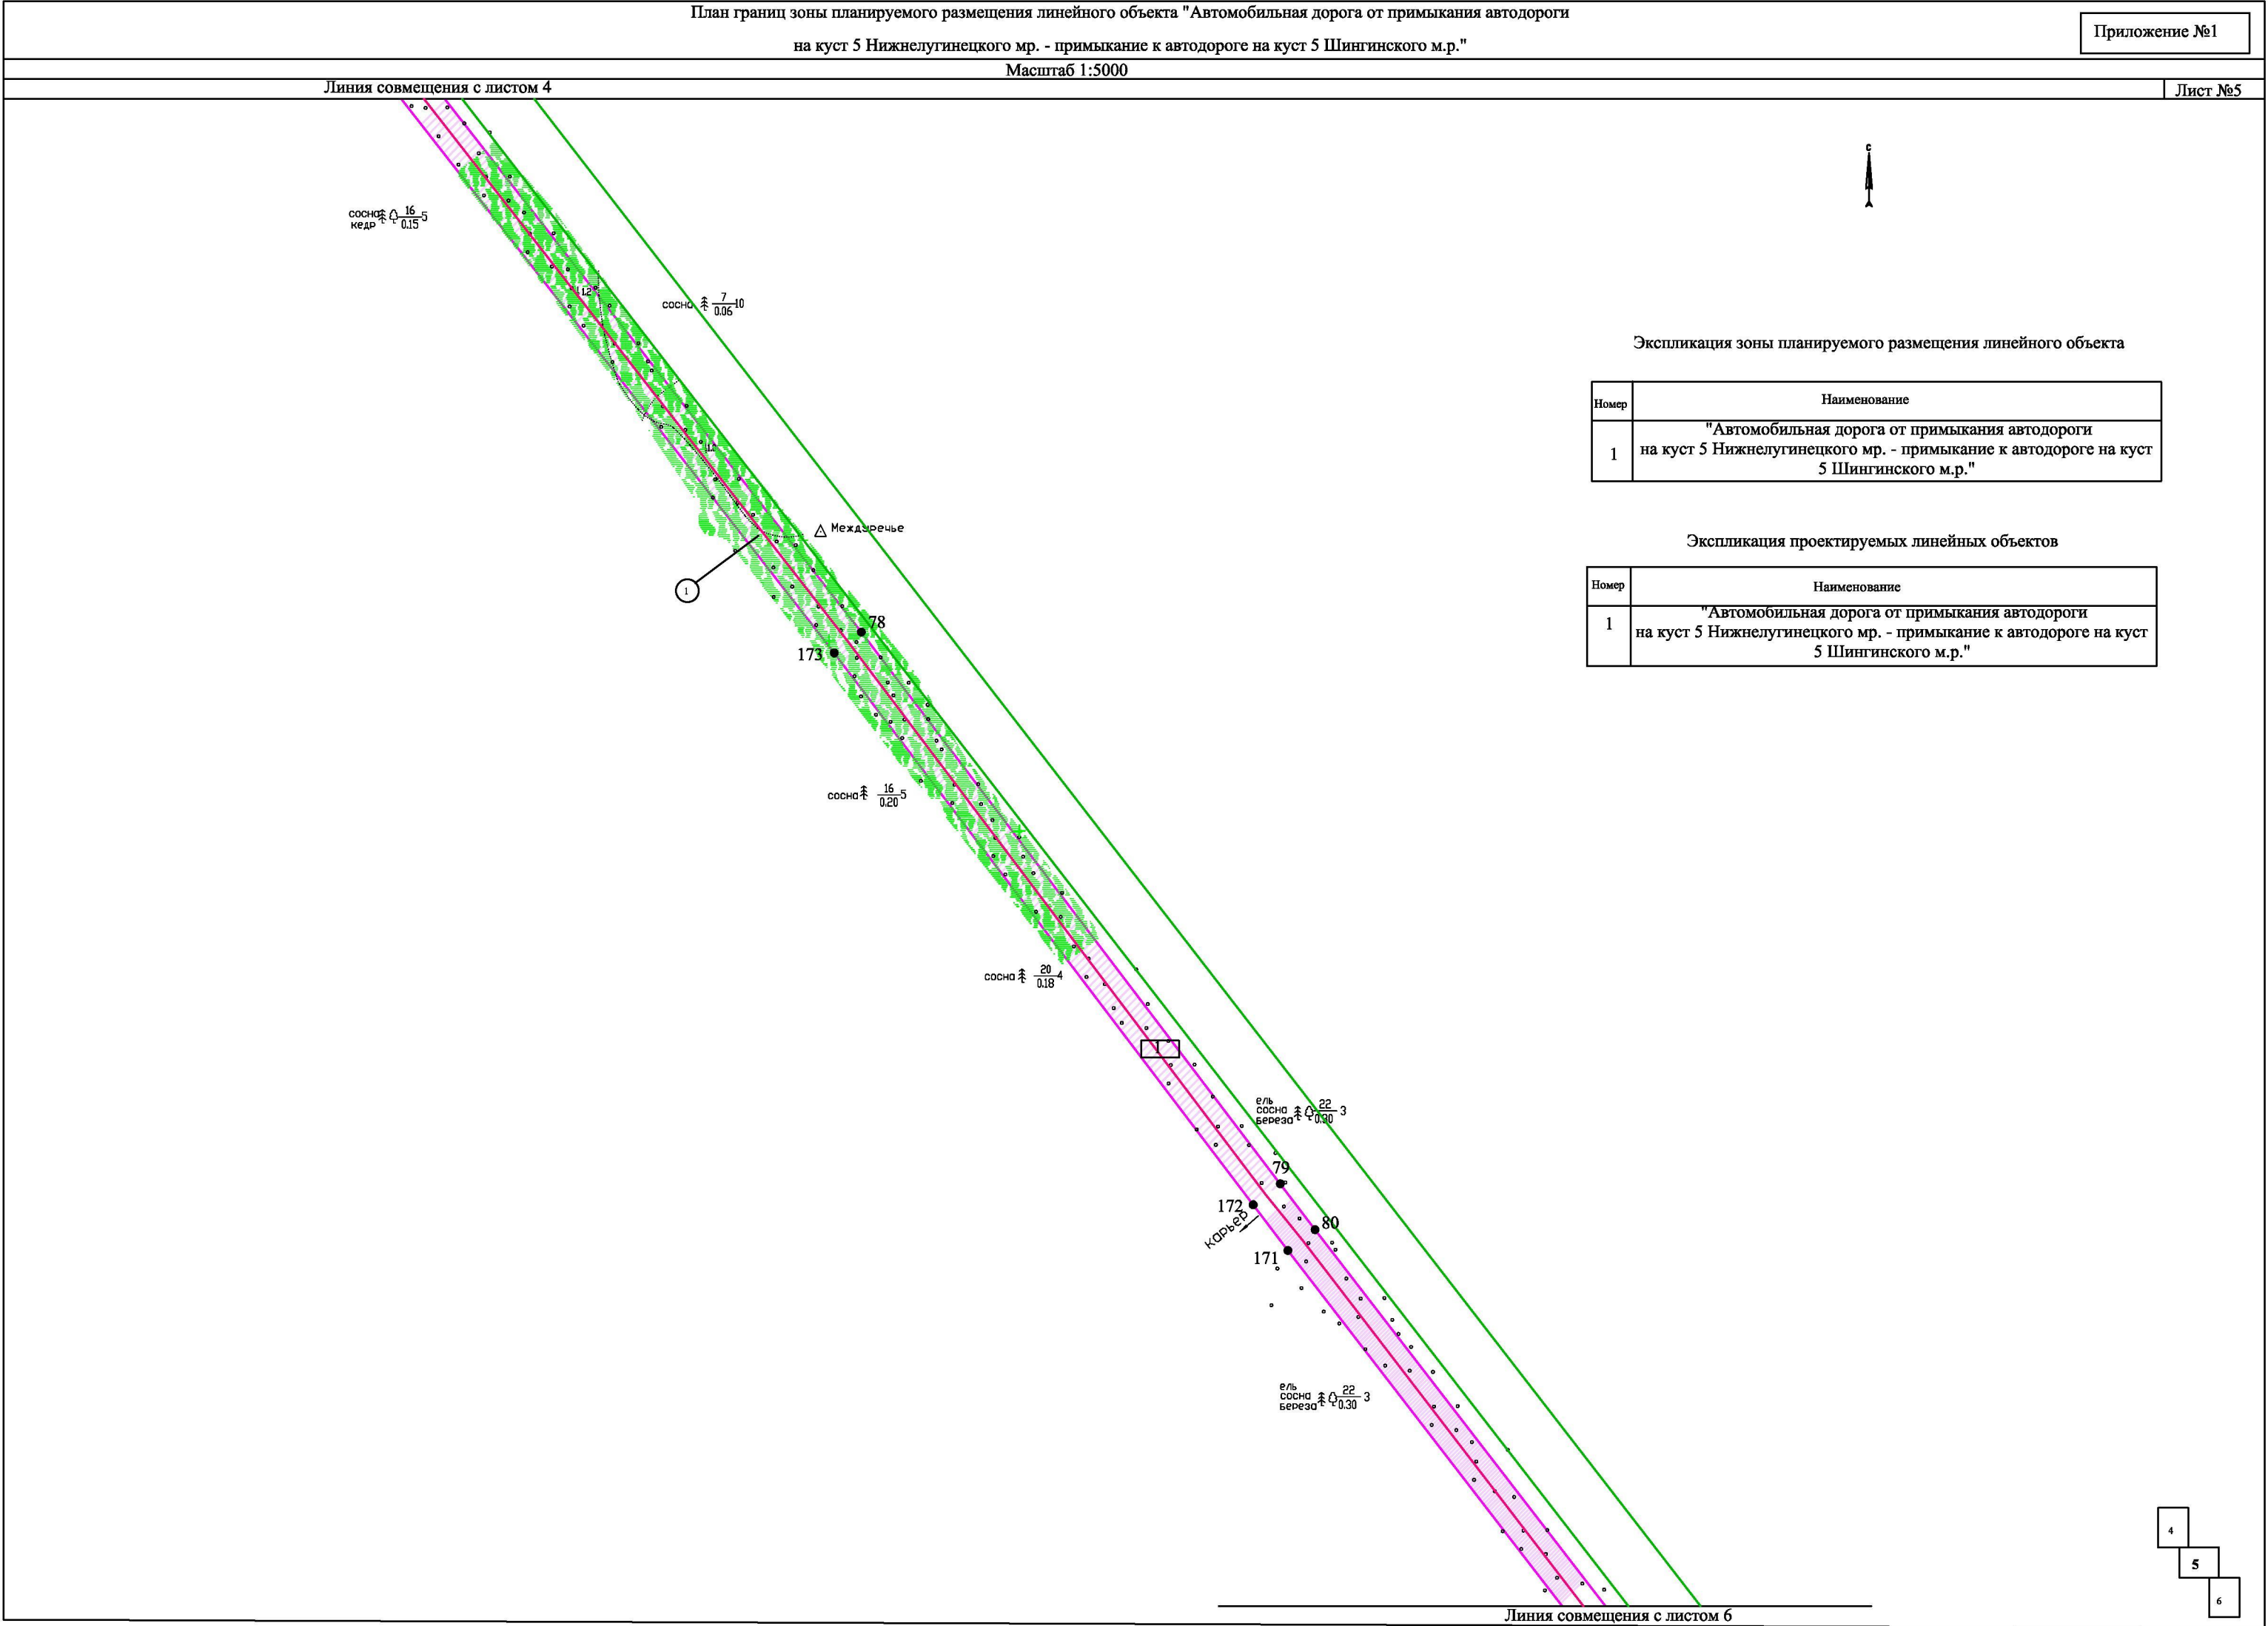 План границ зоны планируемого размещения линейного объекта "Автомобильная дорога от примыкания автодороги
на куст 5 Нижнелугинецкого мр. - примыкание к автодороге на куст 5 Шингинского м.р."
Приложение №1
Масштаб 1:5000
Линия совмещения с листом 4
Лист №5
с
сосна
кедр
16
0.15
5
сосна
7
0.06
10
1.2
1.0
Междуречье
1
78
173
сосна
16
0.20
5
сосна
20
0.18
4
1
ель
сосна
береза
22
0.30
3
79
172
карьер
80
171
ель
сосна
береза
22
0.30
3
Экспликация зоны планируемого размещения линейного объекта
Номер
Наименование
1
"Автомобильная дорога от примыкания автодороги
на куст 5 Нижнелугинецкого мр. - примыкание к автодороге на куст
5 Шингинского м.р."
Экспликация проектируемых линейных объектов
Номер
Наименование
1
"Автомобильная дорога от примыкания автодороги
на куст 5 Нижнелугинецкого мр. - примыкание к автодороге на куст
5 Шингинского м.р."
4
5
6
Линия совмещения с листом 6